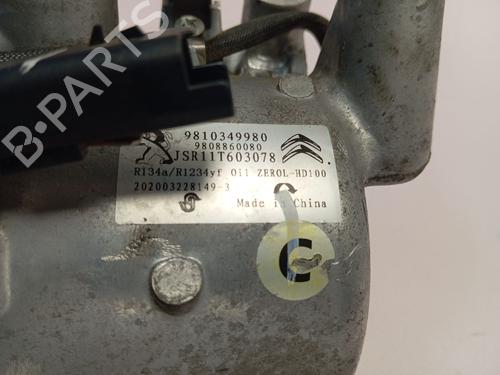 B-PARTS
9810349980
9808860080
JSR11T603078
R134a/R1234yf Oil ZEROL-HD100
202003228149-3
Made in China
C